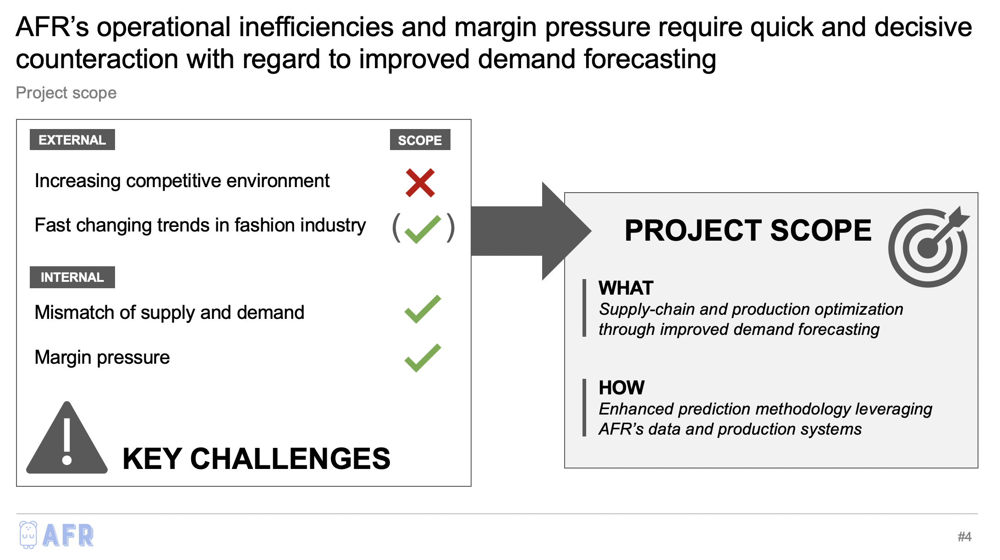 AFR’s operational inefficiencies and margin pressure require quick and decisive
counteraction with regard to improved demand forecasting
Project scope
EXTERNAL
SCOPE
Increasing competitive environment
Fast changing trends in fashion industry
( )
INTERNAL
Mismatch of supply and demand
Margin pressure
KEY CHALLENGES
PROJECT SCOPE
WHAT
Supply-chain and production optimization
through improved demand forecasting
HOW
Enhanced prediction methodology leveraging
AFR’s data and production systems
AFR
#4